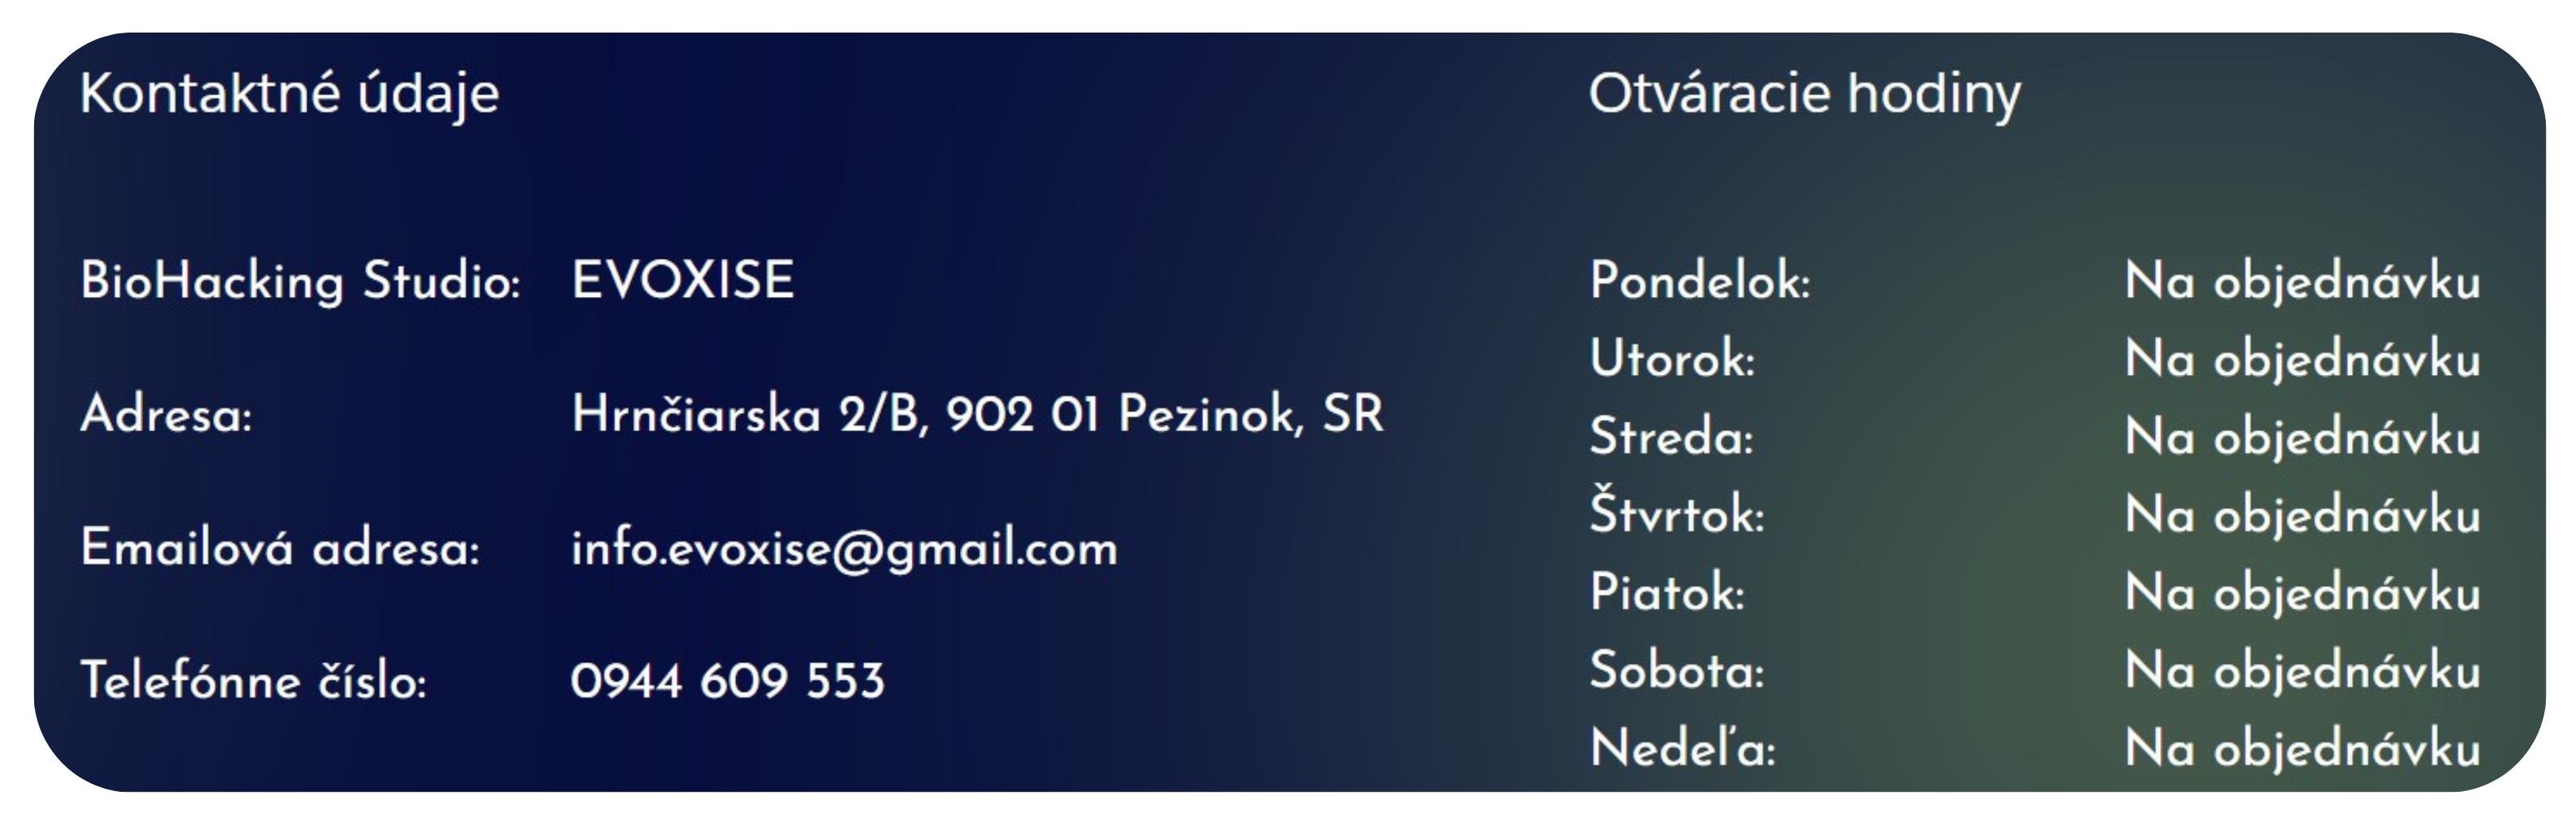 Kontaktné údaje
BioHacking Studio: EVOXISE
Adresa: Hrnčiarska 2/B, 902 01 Pezinok, SR
Emailová adresa: info.evoxise@gmail.com
Telefónne číslo: 0944 609 553
Otváracie hodiny
Pondelok: Na objednávku
Utorok: Na objednávku
Streda: Na objednávku
Štvrtok: Na objednávku
Piatok: Na objednávku
Sobota: Na objednávku
Nedeľa: Na objednávku